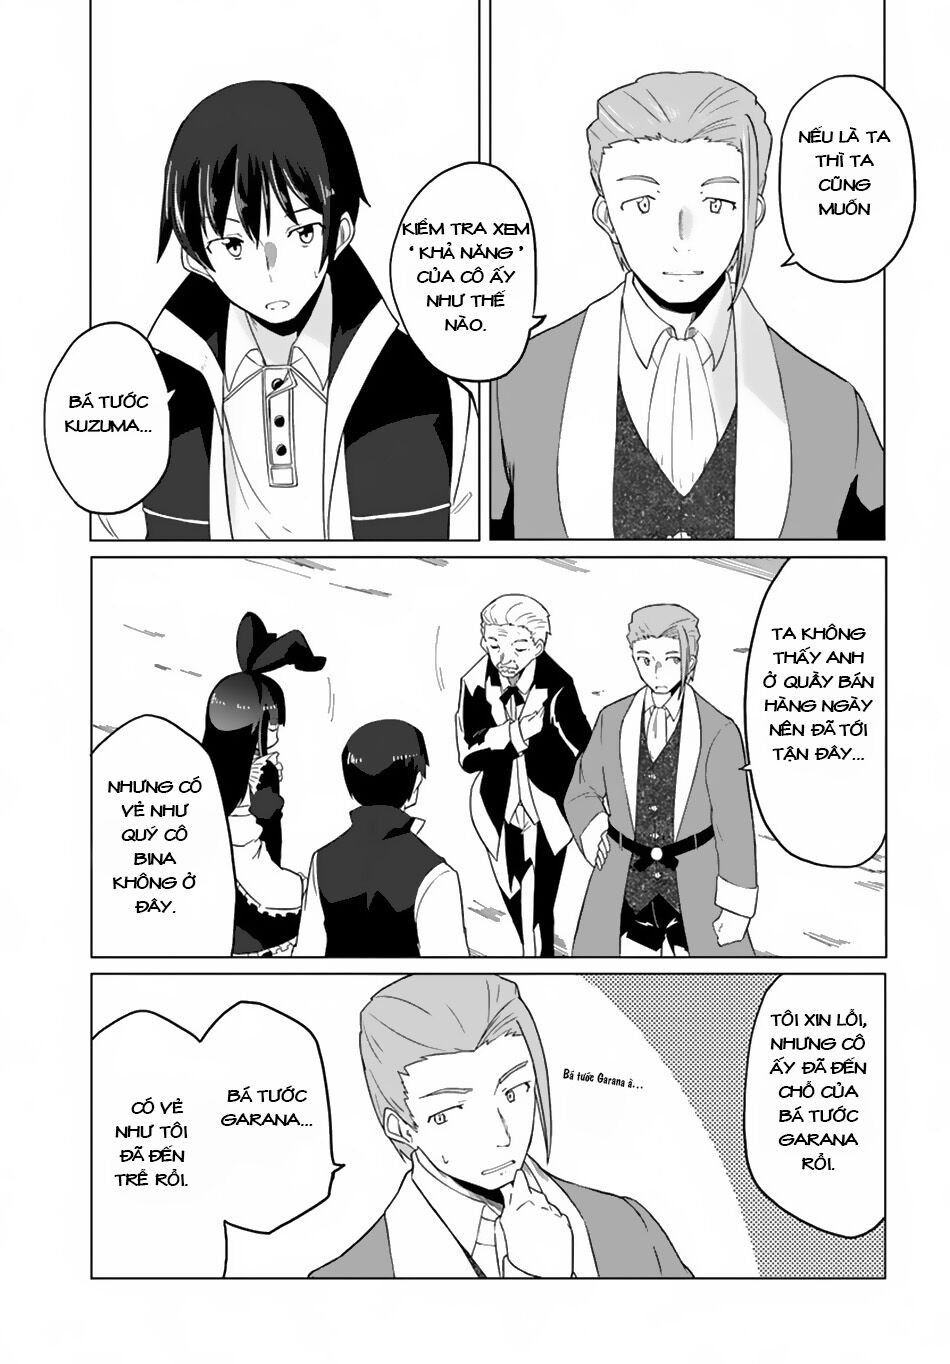 NẾU LÀ TA
THÌ TA
CŨNG
MUỐN
KIỂM TRA XEM
' KHẢ NĂNG '
CỦA CÔ ẤY
NHƯ THẾ
NÀO.
BÁ TƯỚC
KUZUMA...
TA KHÔNG
THẤY ANH
Ở QUẦY BÁN
HÀNG NGÀY
NÊN ĐÃ TỚI
TẬN ĐÂY...
NHƯNG CÓ
VẺ NHƯ
QUÝ CÔ
BINA
KHÔNG Ở
ĐÂY.
TÔI XIN LỖI,
NHƯNG CÔ
ẤY ĐÃ ĐẾN
CHỖ CỦA
BÁ TƯỚC
GARANA
RỒI.
Bá tước Garana à...
BÁ TƯỚC
GARANA...
CÓ VẺ
NHƯ TÔI
ĐÃ ĐẾN
TRỄ RỒI.